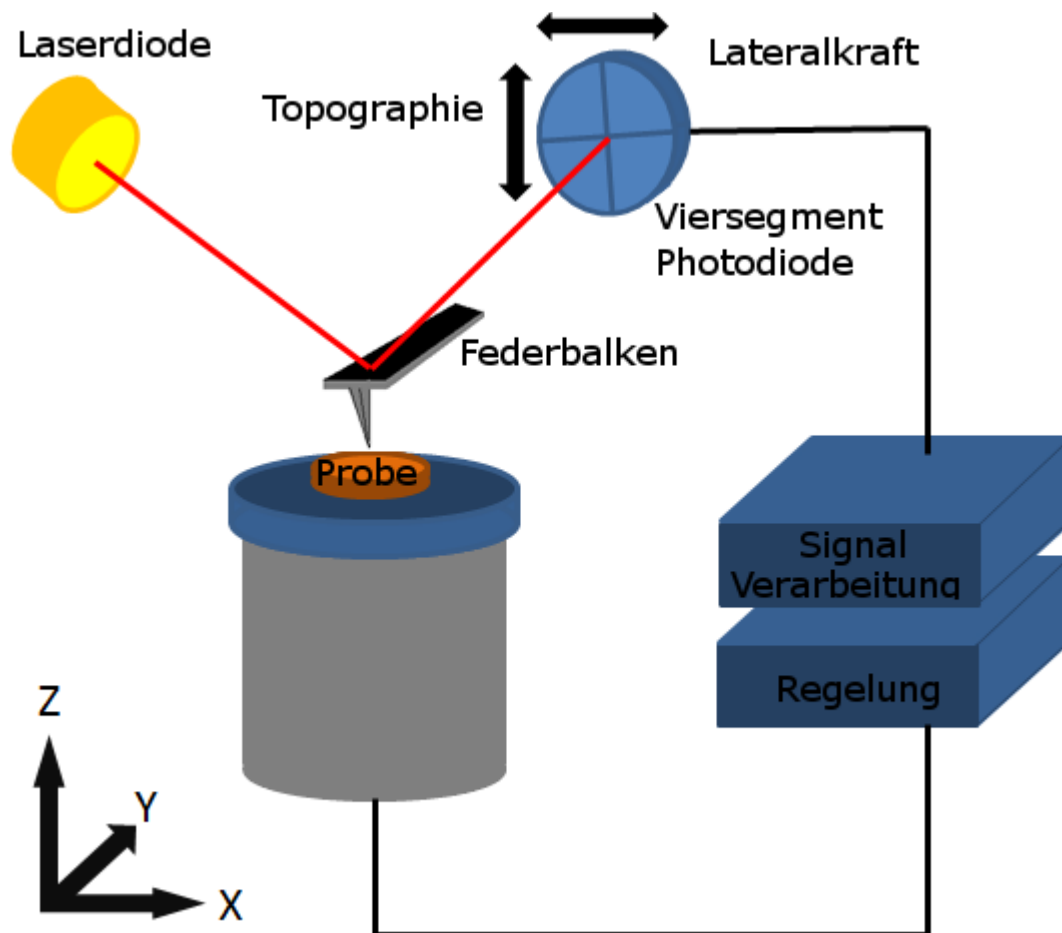 Laserdiode
Lateralkraft
Topographie
Viersegment
Photodiode
Federbalken
Probe
Signal
Verarbeitung
Regelung
Z
Y
X